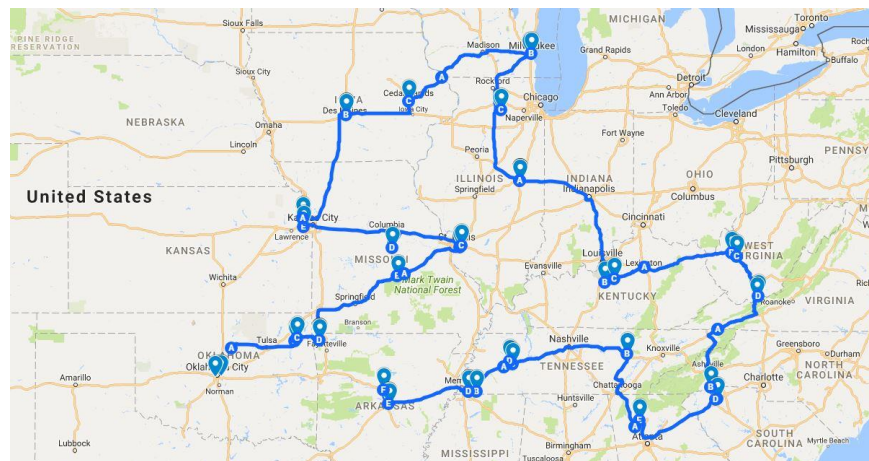 PINE RIDGE
RESERVATION
Sioux Falls
MICHIGAN
Toronto
Mississauga
Madison
Milwaukee
Grand Rapids
London
Hamilton
Buffalo
Sioux City
Rockford
Detroit
Ann Arbor
Chicago
Toledo
Naperville
Cleveland
NEBRASKA
Omaha
Des Moines
Iowa City
Fort Wayne
Lincoln
Peoria
Pittsburgh
PENNSY
ILLINOIS
INDIANA
OHIO
Springfield
Indianapolis
Columbus
United States
Kansas City
Columbia
Cincinnati
Lawrence
WEST
VIRGINIA
KANSAS
MISSOURI
Louisville
Lexington
Evansville
Wichita
Mark Twain
National Forest
KENTUCKY
VIRGINIA
Roanoke
Springfield
Branson
Tulsa
Nashville
Fayetteville
Knoxville
Greensboro
Durham
OKLAHOMA
Oklahoma City
TENNESSEE
Asheville
NORTH
CAROLINA
Amarillo
Norman
Chattanooga
Charlotte
ARKANSAS
Huntsville
Lubbock
Atlanta
SOUTH
CAROLINA
Myrtle Beach
Birmingham
MISSISSIPPI
Tuscaloosa